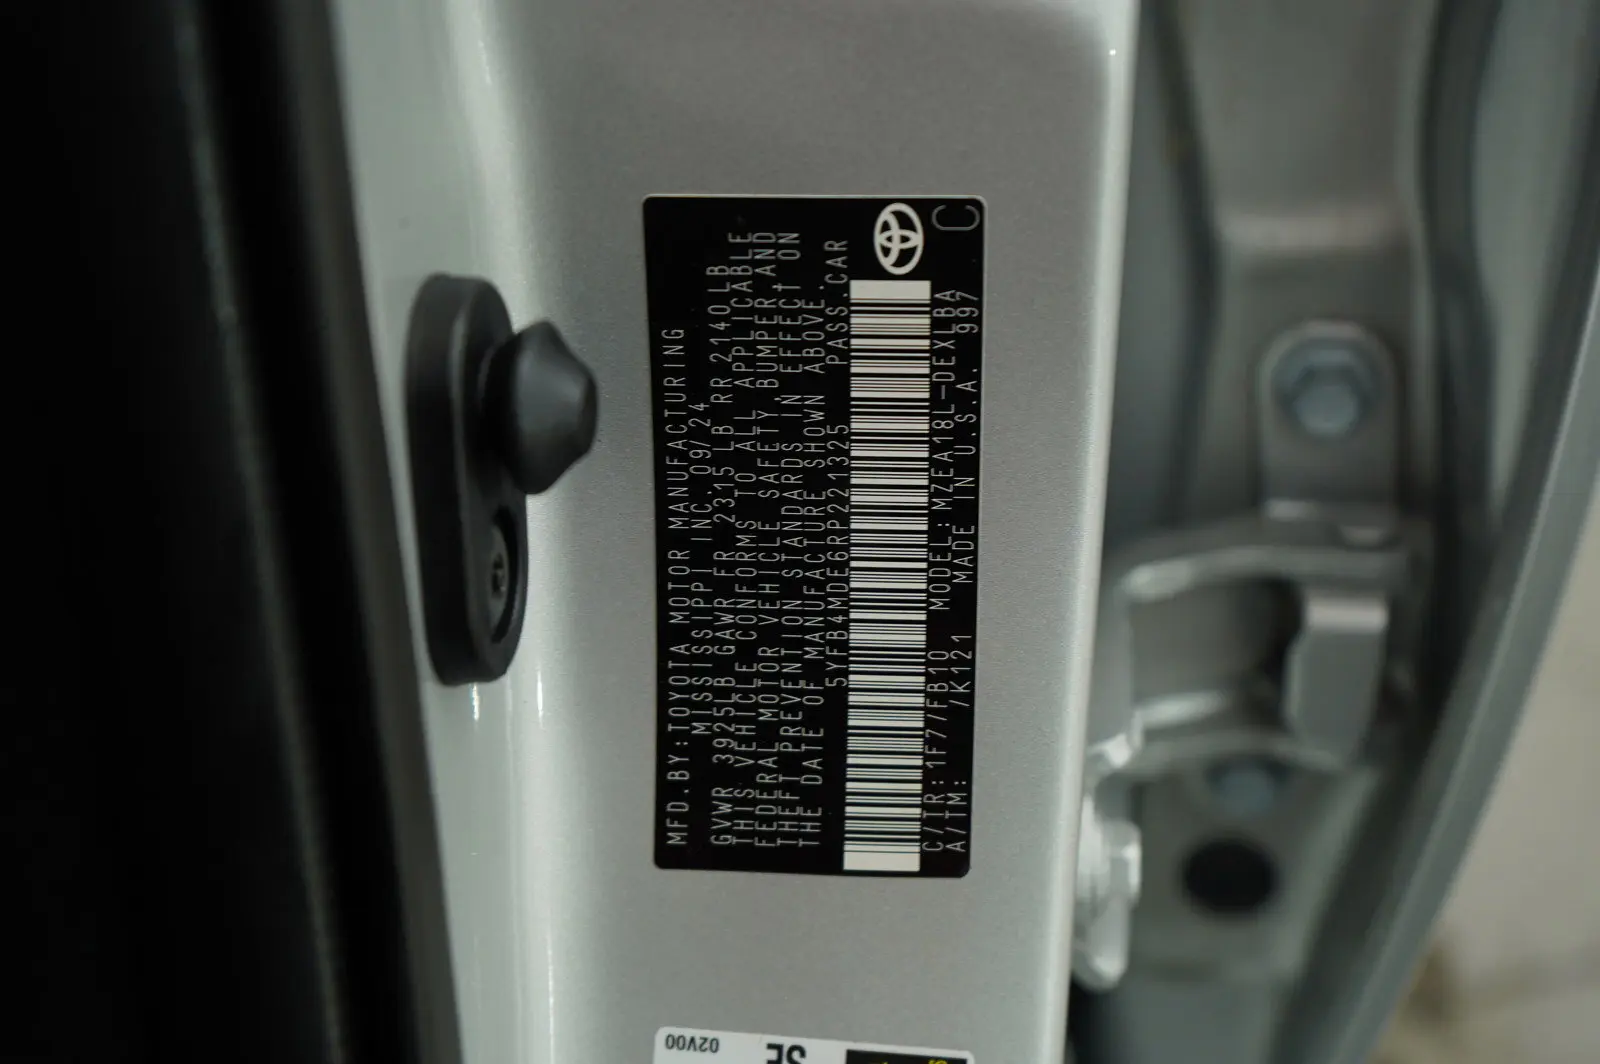 MFD.BY:TOYOTA MOTOR MANUFACTURING
MISSISSIPPI INC.09/24
GVWR 3925LB GAWR FR 2315 LB RR 2140LB
THIS VEHICLE CONFORMS TO ALL APPLICABLE
FEDERAL MOTOR VEHICLE SAFETY, BUMPER, AND
THEFT PREVENTION STANDARDS IN EFFECT ON
THE DATE OF MANUFACTURE SHOWN ABOVE.
5YFB4MDE6RP221325 PASS.CAR
C/TR:1F7/FB10 MODEL:MZEA18L-DEXLBA
A/TM: /K121 MADE IN U.S.A. 997
C
02V00
SE